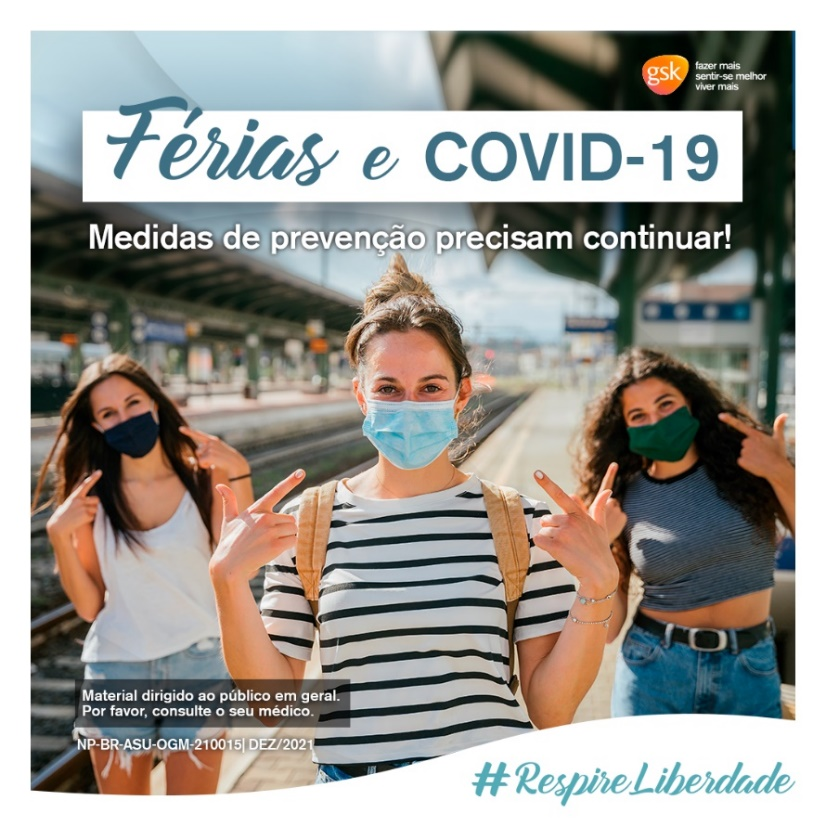 gsk
fazer mais
sentir-se melhor
viver mais
Férias e COVID-19
Medidas de prevenção precisam continuar!
Material dirigido ao público em geral.
Por favor, consulte o seu médico.
NP-BR-ASU-OGM-210015| DEZ/2021
#RespireLiberdade